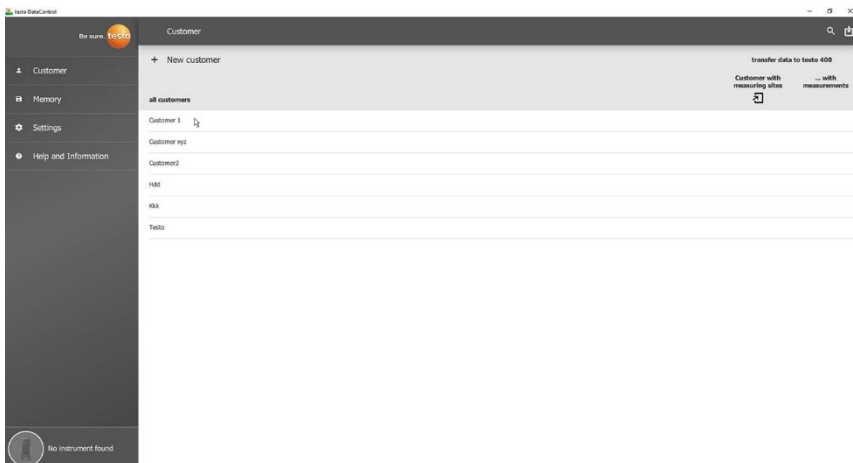 testo DataControl
Be sure. testo
Customer
Customer
Memory
Settings
Help and Information
No instrument found
+ New customer
transfer data to testo 400
Customer with
measuring sites
... with
measurements
all customers
Customer 1
Customer xyz
Customer2
Hdd
Kkk
Testo